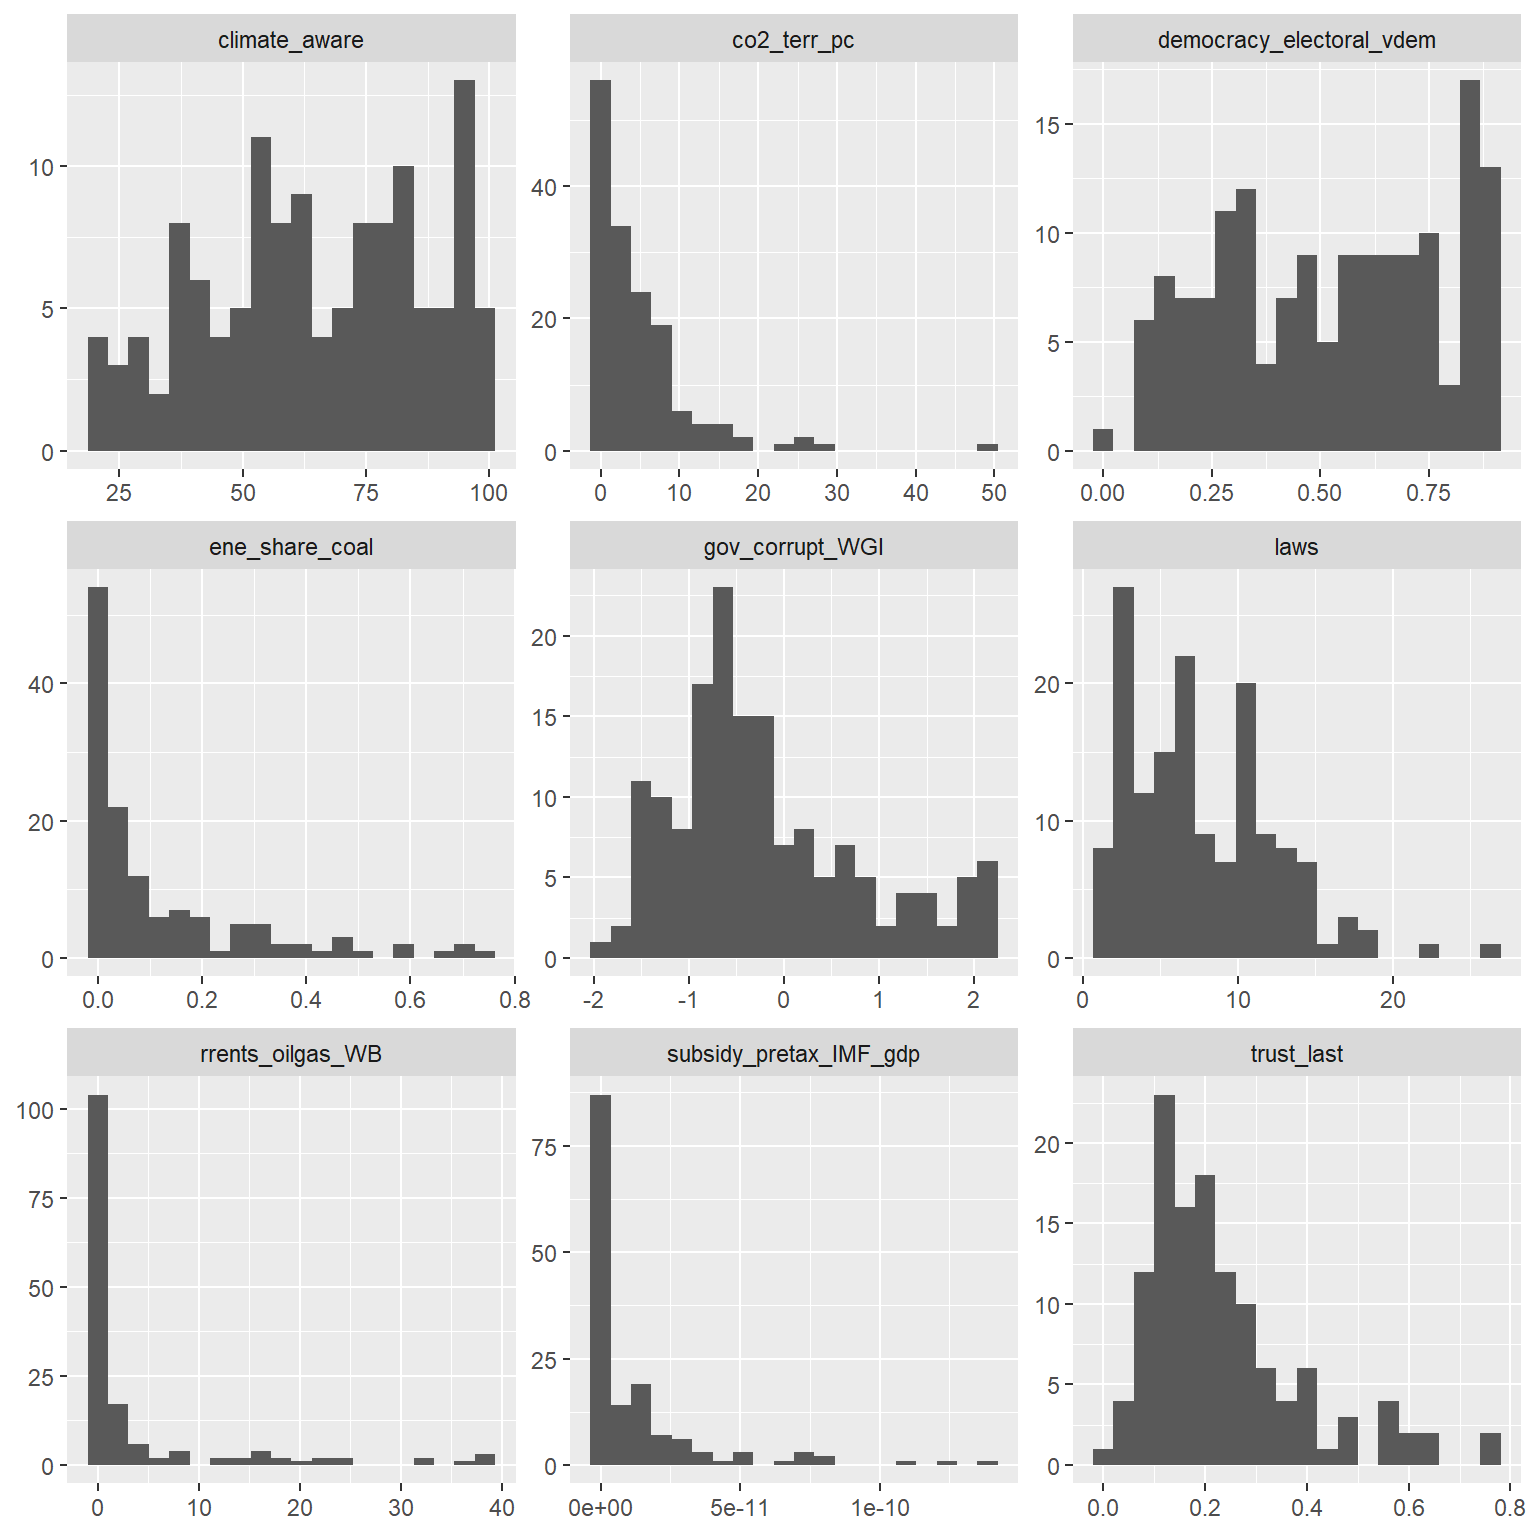 climate_aware
co2_terr_pc
democracy_electoral_vdem
10
5
0
25 50 75 100
40
20
0
0 10 20 30 40 50
15
10
5
0
0.00 0.25 0.50 0.75
ene_share_coal
gov_corrupt_WGI
laws
40
20
0
0.0 0.2 0.4 0.6 0.8
20
15
10
5
0
-2 -1 0 1 2
20
10
0
0 10 20
rrents_oilgas_WB
subsidy_pretax_IMF_gdp
trust_last
100
75
50
25
0
0 10 20 30 40
75
50
25
0
0e+00 5e-11 1e-10
20
15
10
5
0
0.0 0.2 0.4 0.6 0.8